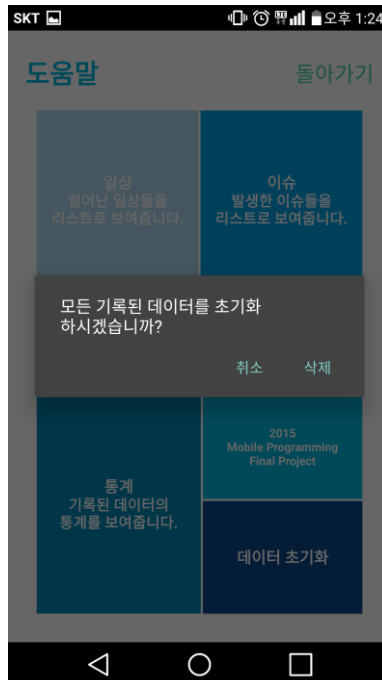 SKT 오후 1:24
도움말 돌아가기
일상
일어난 일상들을
리스트로 보여줍니다.
이슈
발생한 이슈들을
리스트로 보여줍니다.
모든 기록된 데이터를 초기화
하시겠습니까?
취소 삭제
통계
기록된 데이터의
통계를 보여줍니다.
2015
Mobile Programming
Final Project
데이터 초기화